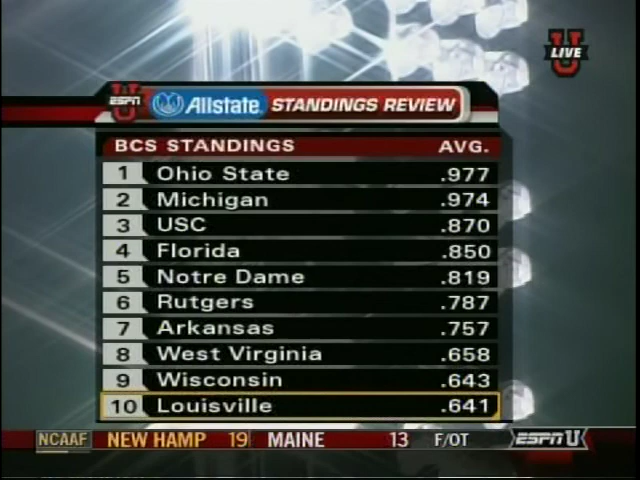 LIVE
ESPN U Allstate. STANDINGS REVIEW
BCS STANDINGS AVG.
1 Ohio State .977
2 Michigan .974
3 USC .870
4 Florida .850
5 Notre Dame .819
6 Rutgers .787
7 Arkansas .757
8 West Virginia .658
9 Wisconsin .643
10 Louisville .641
NCAAF NEW HAMP 19 MAINE 13 F/OT ESPN U